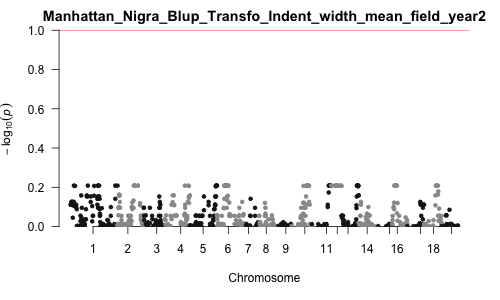 Manhattan_Nigra_Blup_Transfo_Indent_width_mean_field_year2
− log10(p)
1.0
0.8
0.6
0.4
0.2
0.0
1 2 3 4 5 6 7 8 9 11 14 16 18
Chromosome